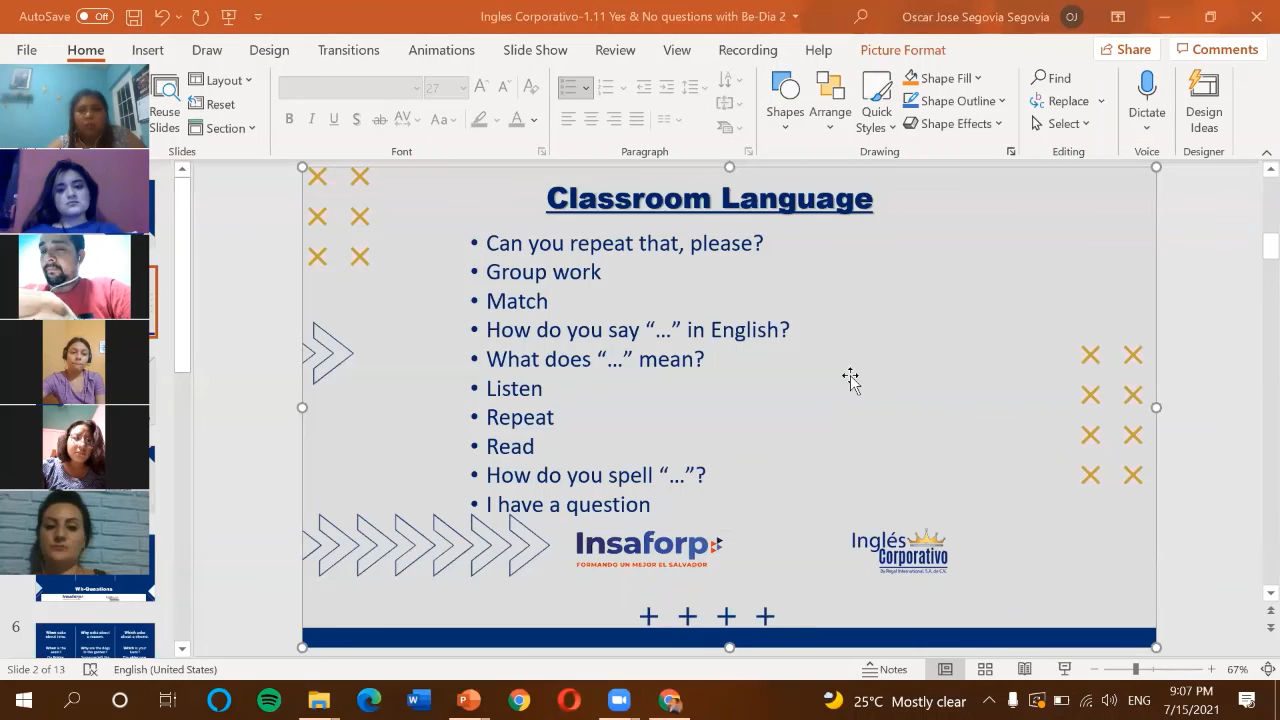 AutoSave Off Ingles Corporativo-1.11 Yes & No questions with Be-Dia 2 Oscar Jose Segovia Segovia OJ
File Home Insert Draw Design Transitions Animations Slide Show Review View Recording Help Picture Format Share Comments
Reuse Slides
Layout
Reset
Section
Slides
Font
Paragraph
Shapes
Arrange
Quick Styles
Shape Fill
Shape Outline
Shape Effects
Drawing
Find
Replace
Select
Editing
Dictate
Voice
Design Ideas
Designer
Classroom Language
• Can you repeat that, please?
• Group work
• Match
• How do you say “…” in English?
• What does “…” mean?
• Listen
• Repeat
• Read
• How do you spell “…”?
• I have a question
Insaforp
FORMANDO UN MEJOR EL SALVADOR
Inglés
Corporativo
Wh-Questions
6
Slide 2 of 13 English (United States) Notes 67%
25°C Mostly clear ENG 9:07 PM
7/15/2021